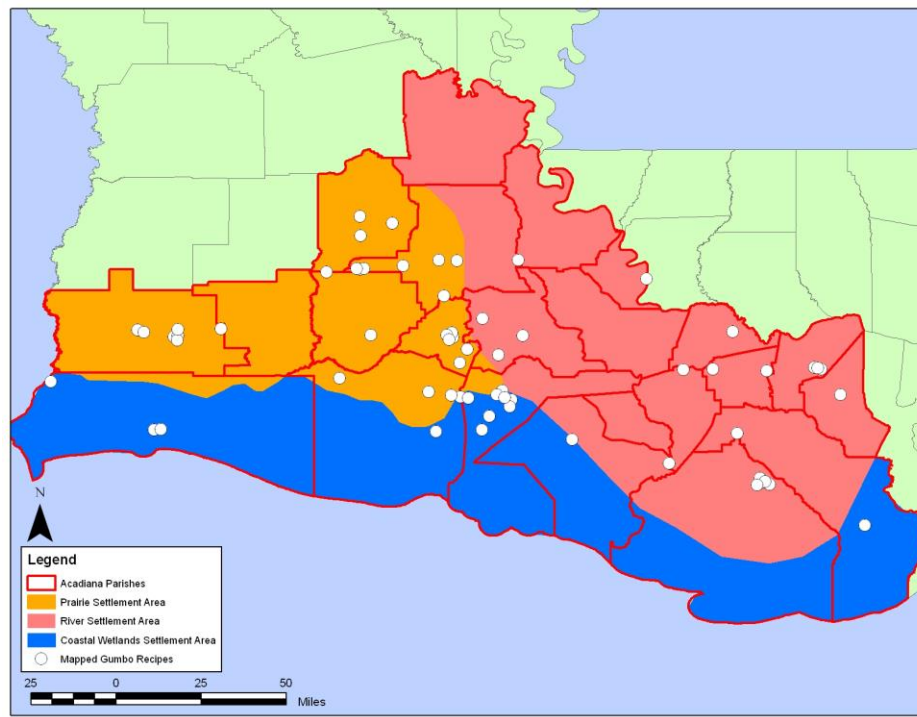 N
Legend
Acadiana Parishes
Prairie Settlement Area
River Settlement Area
Coastal Wetlands Settlement Area
Mapped Gumbo Recipes
25 0 25 50
Miles